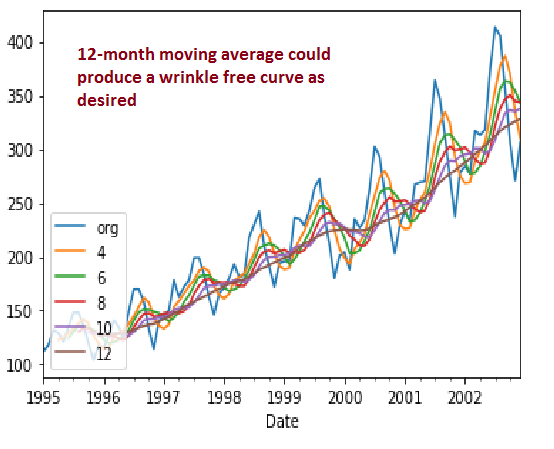 400
12-month moving average could
produce a wrinkle free curve as
desired
350
300
250
200
150
100
org
4
6
8
10
12
1995 1996 1997 1998 1999 2000 2001 2002
Date